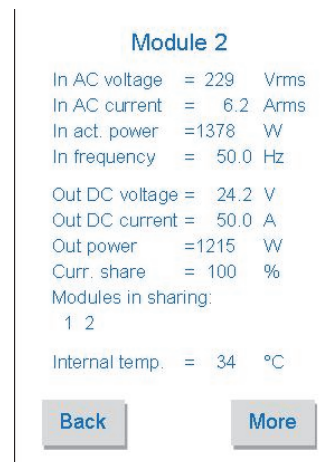 Module 2
In AC voltage = 229 Vrms
In AC current = 6.2 Arms
In act. power =1378 W
In frequency = 50.0 Hz
Out DC voltage = 24.2 V
Out DC current = 50.0 A
Out power =1215 W
Curr. share = 100 %
Modules in sharing:
1 2
Internal temp. = 34 °C
Back More